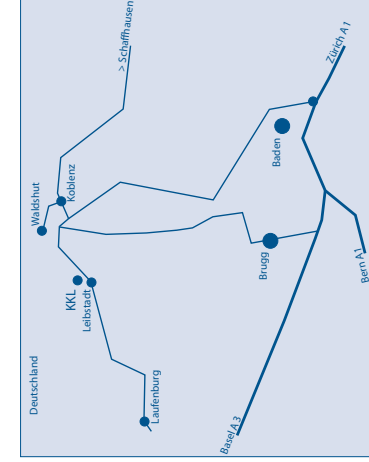 > Schaffhausen
Zürich A1
Waldshut
Koblenz
Baden
KKL
Leibstadt
Brugg
Bern A1
Deutschland
Laufenburg
Basel A3